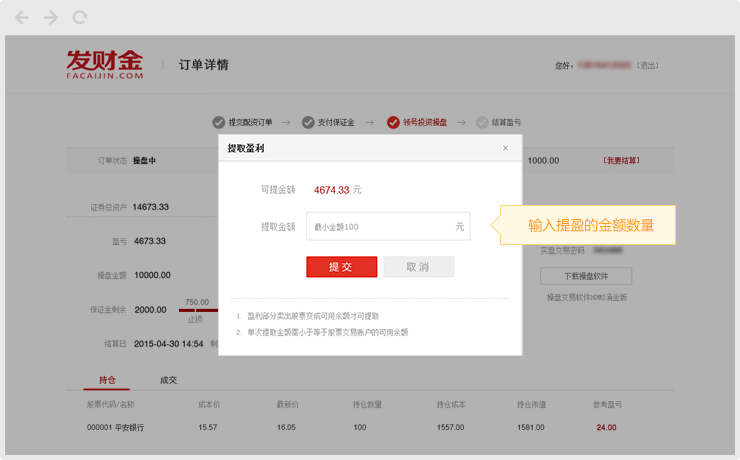 发财金
FACAIJIN.COM
订单详情
您好， [退出]
提交配资订单
支付保证金
领号投资操盘
结算盈亏
订单状态 操盘中
1000.00
[我要结算]
提取盈利
×
可提金额 4674.33 元
提取金额 最小金额100 元
提交
取消
1. 盈利部分卖出股票变成可用余额才可提取
2. 单次提取金额需小于等于股票交易账户的可用余额
输入提盈的金额数量
证券总资产 14673.33
盈亏 4673.33
操盘金额 10000.00
保证金剩余 2000.00
750.00
止损
结算日 2015-04-30 14:54
实盘交易密码
下载操盘软件
操盘交易软件HOMS涌金版
持仓
成交
股票代码/名称 成本价 最新价 持仓数量 持仓成本 持仓市值 参考盈亏
000001 平安银行 15.57 16.05 100 1557.00 1581.00 24.00